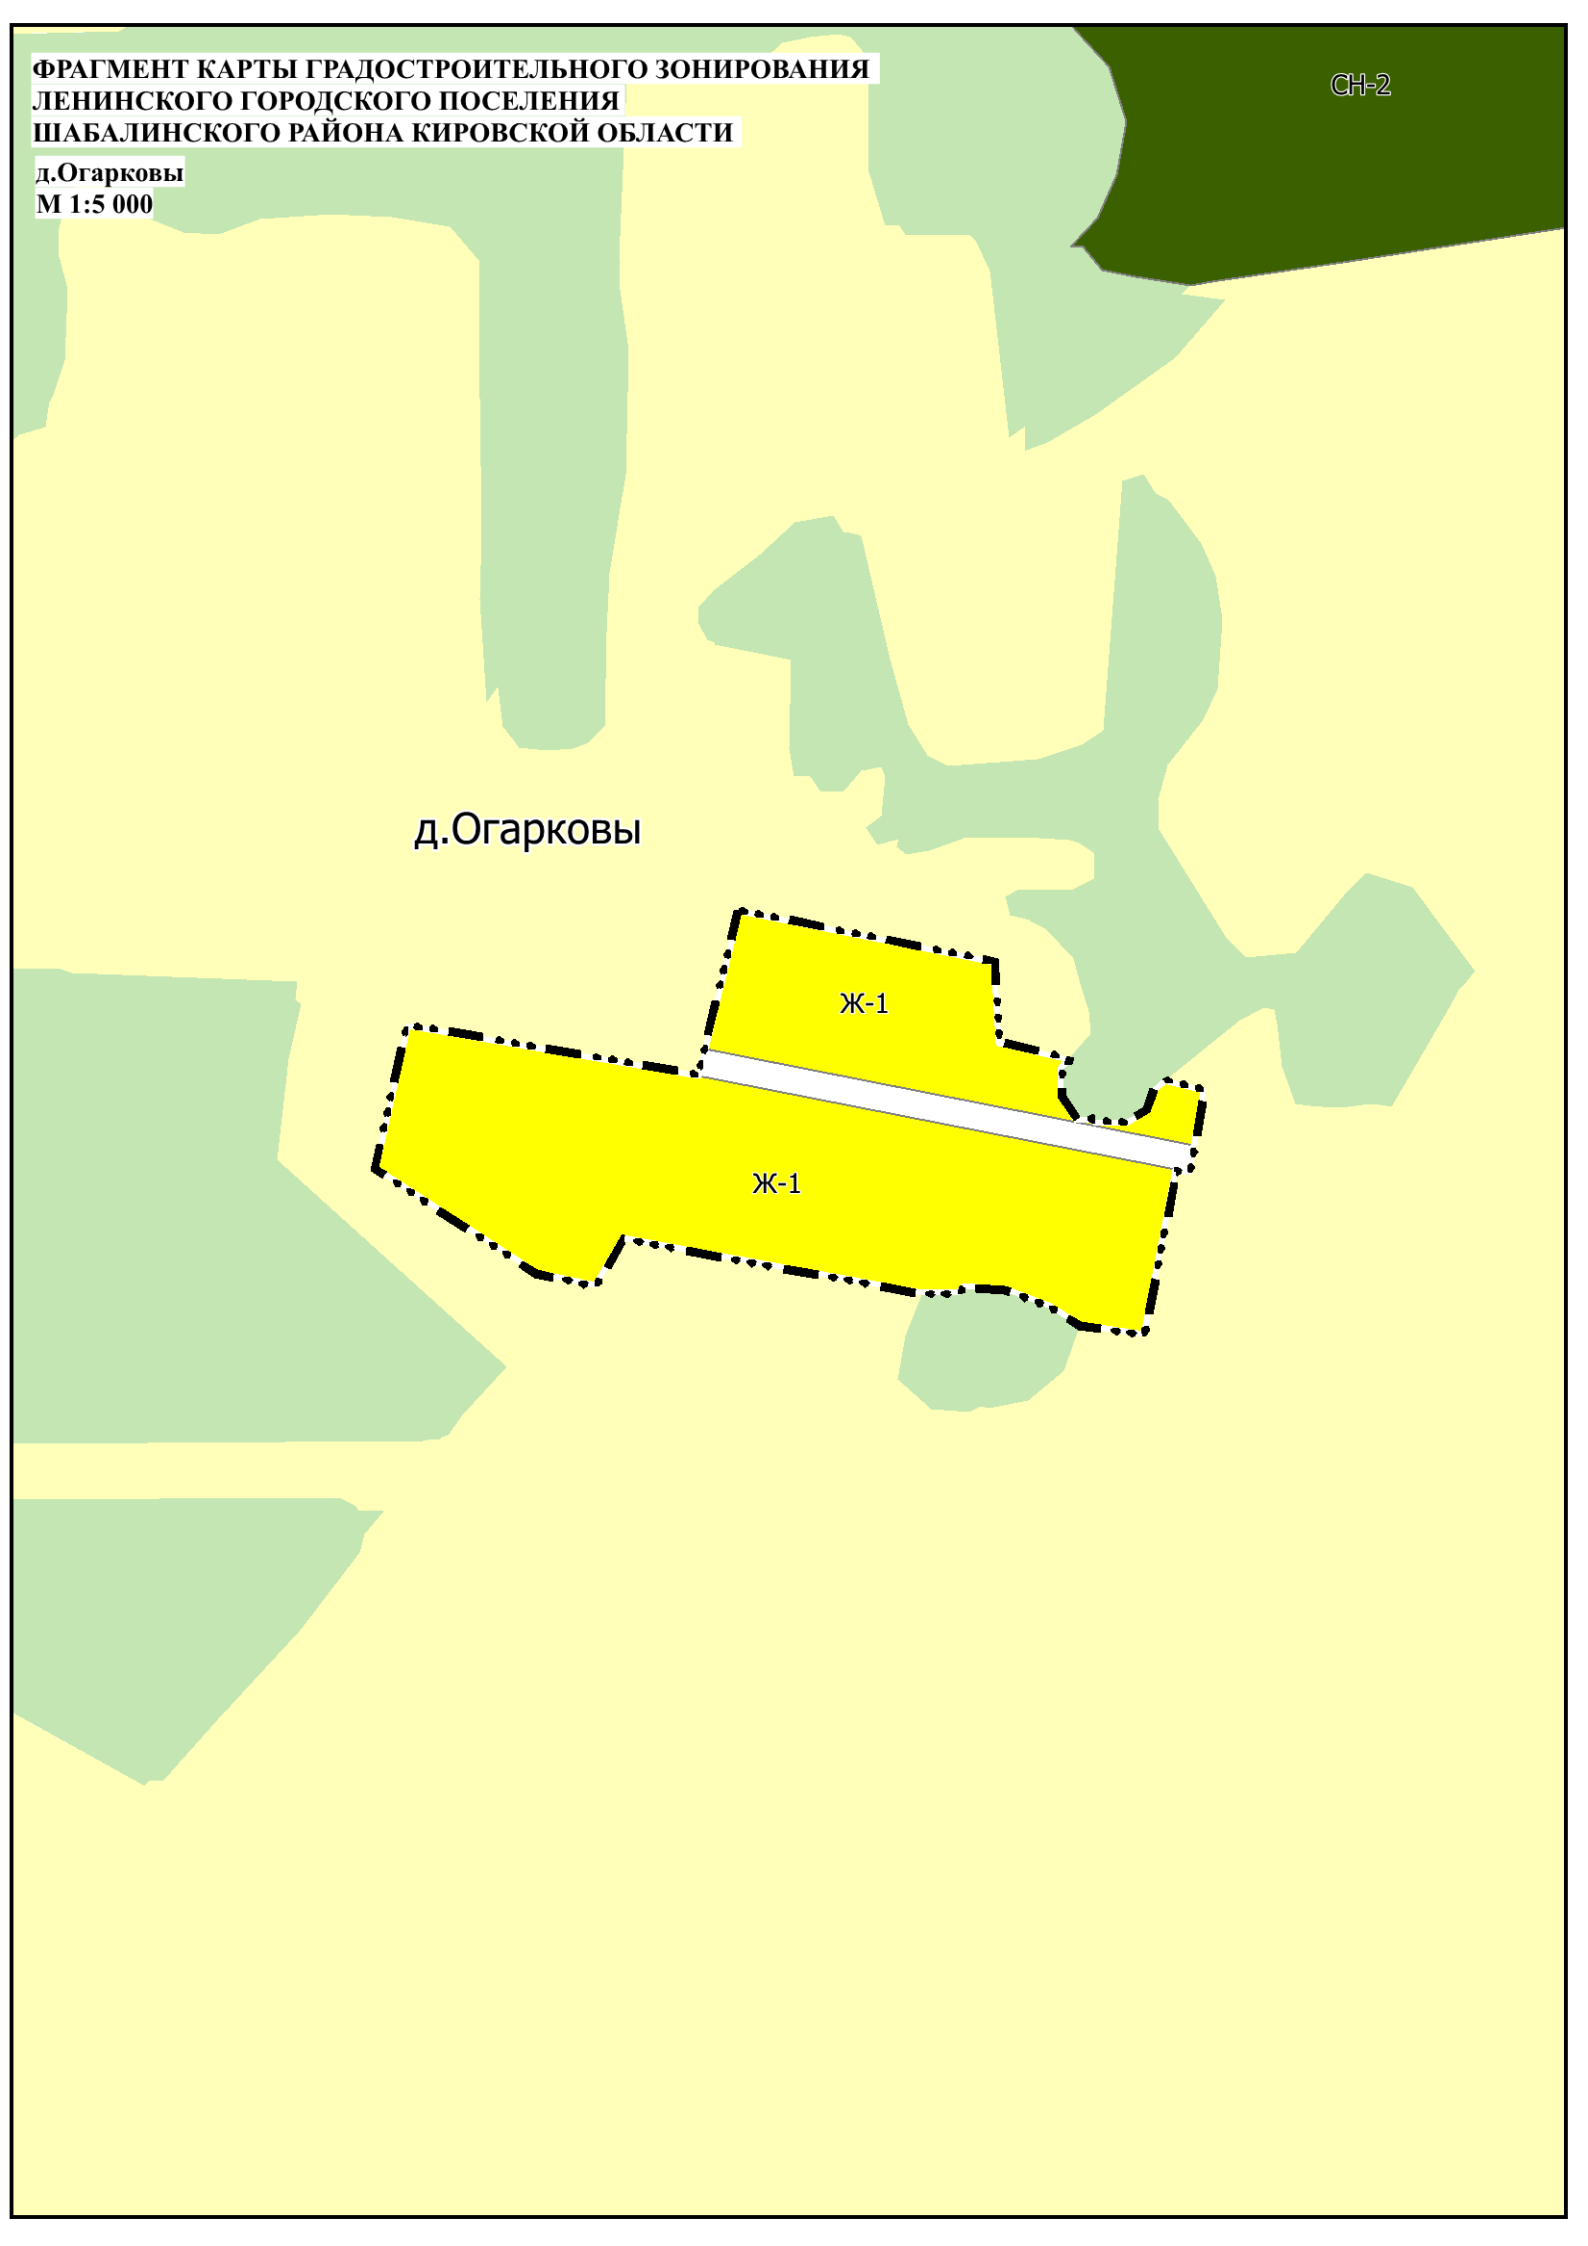 ФРАГМЕНТ КАРТЫ ГРАДОСТРОИТЕЛЬНОГО ЗОНИРОВАНИЯ
ЛЕНИНСКОГО ГОРОДСКОГО ПОСЕЛЕНИЯ
ШАБАЛИНСКОГО РАЙОНА КИРОВСКОЙ ОБЛАСТИ
д.Огарковы
М 1:5 000
СН-2
д.Огарковы
Ж-1
Ж-1